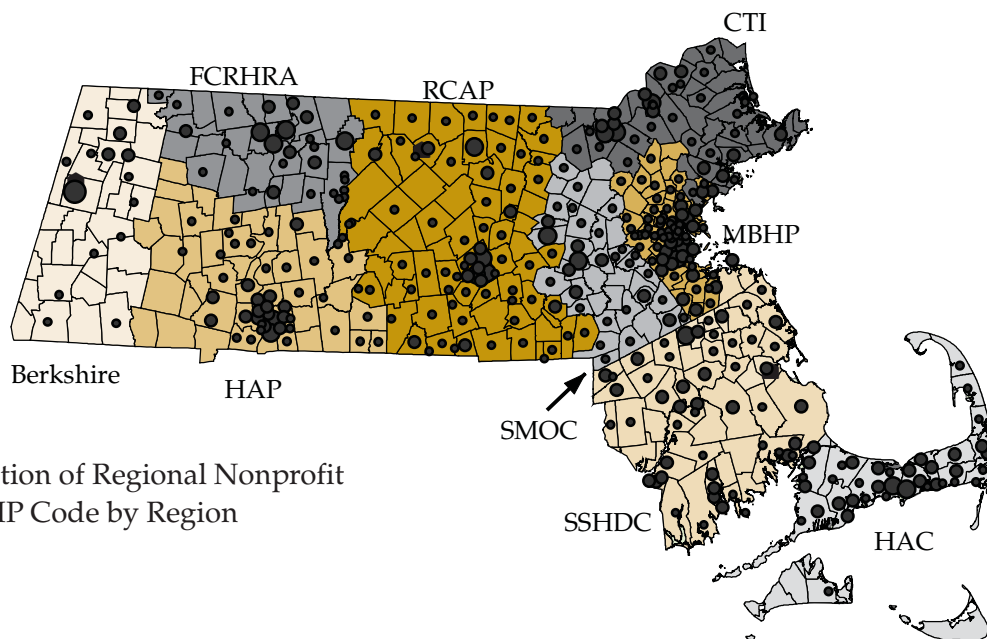 CTI
FCRHRA
RCAP
MBHP
Berkshire
HAP
SMOC
tion of Regional Nonprofit
IP Code by Region
SSHDC
HAC